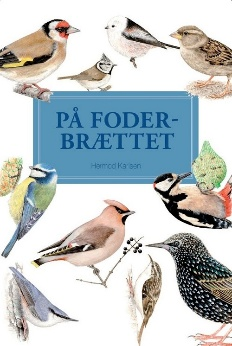 PÅ FODER-
BRÆTTET
Hermod Karlsen